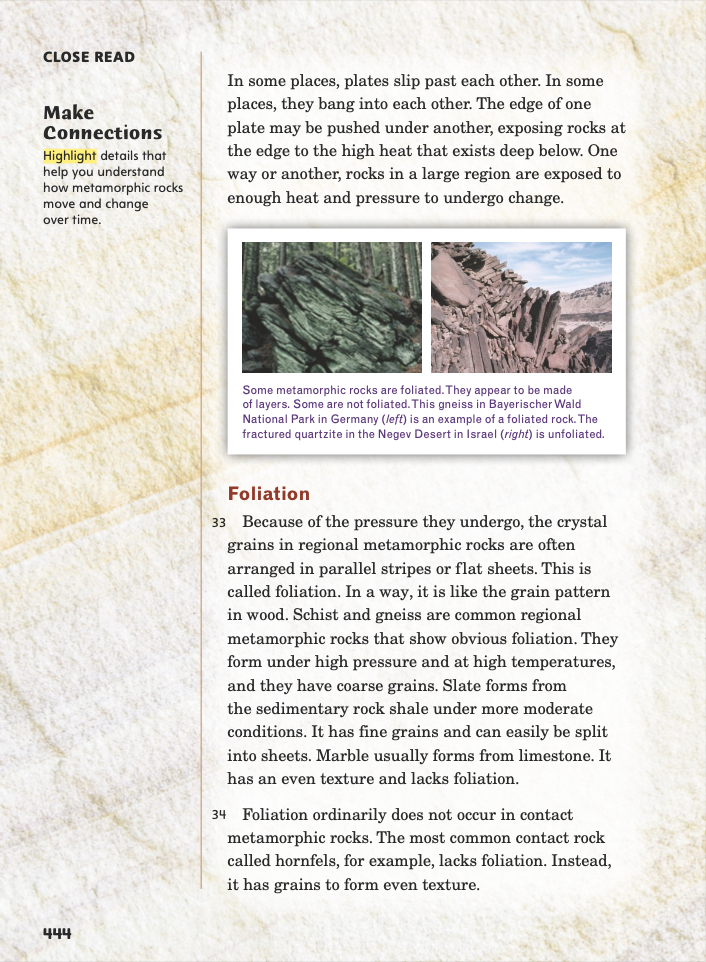 CLOSE READ
Make
Connections
Highlight details that
help you understand
how metamorphic rocks
move and change
over time.
In some places, plates slip past each other. In some
places, they bang into each other. The edge of one
plate may be pushed under another, exposing rocks at
the edge to the high heat that exists deep below. One
way or another, rocks in a large region are exposed to
enough heat and pressure to undergo change.
Some metamorphic rocks are foliated. They appear to be made
of layers. Some are not foliated. This gneiss in Bayerischer Wald
National Park in Germany (left) is an example of a foliated rock. The
fractured quartzite in the Negev Desert in Israel (right) is unfoliated.
Foliation
33 Because of the pressure they undergo, the crystal
grains in regional metamorphic rocks are often
arranged in parallel stripes or flat sheets. This is
called foliation. In a way, it is like the grain pattern
in wood. Schist and gneiss are common regional
metamorphic rocks that show obvious foliation. They
form under high pressure and at high temperatures,
and they have coarse grains. Slate forms from
the sedimentary rock shale under more moderate
conditions. It has fine grains and can easily be split
into sheets. Marble usually forms from limestone. It
has an even texture and lacks foliation.
34 Foliation ordinarily does not occur in contact
metamorphic rocks. The most common contact rock
called hornfels, for example, lacks foliation. Instead,
it has grains to form even texture.
444